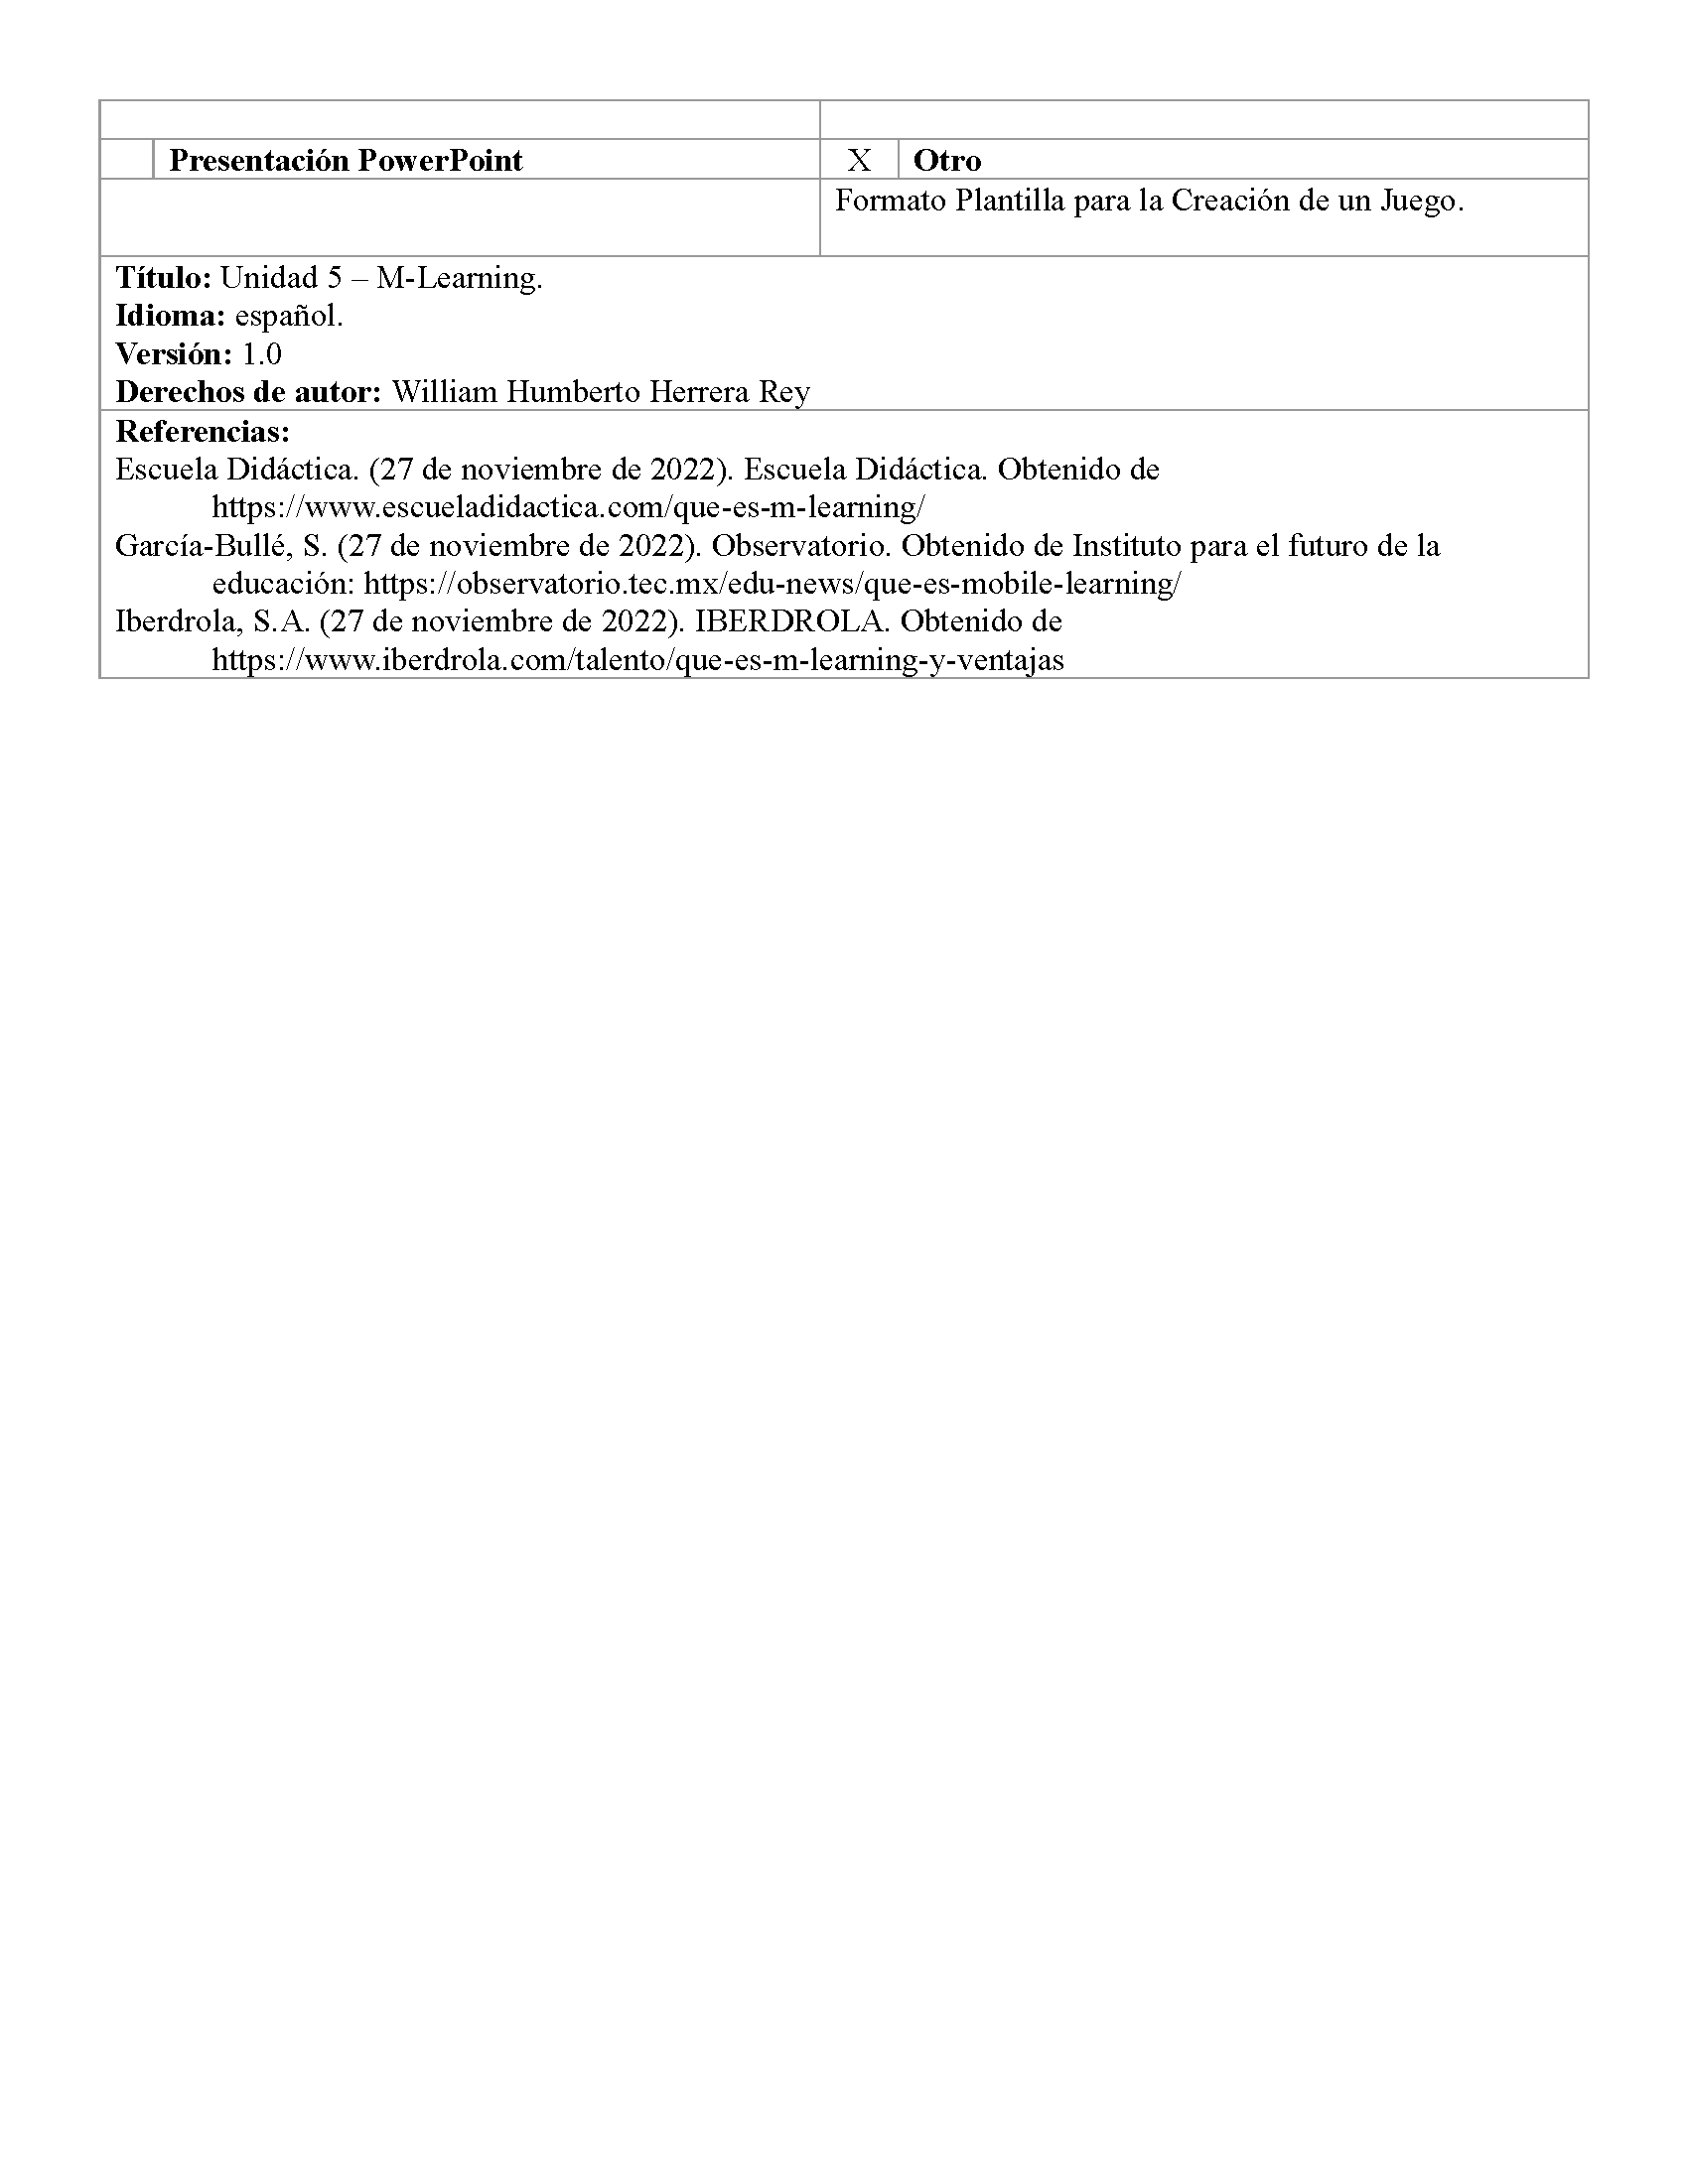 Presentación PowerPoint X Otro
Formato Plantilla para la Creación de un Juego.
Título: Unidad 5 – M-Learning.
Idioma: español.
Versión: 1.0
Derechos de autor: William Humberto Herrera Rey
Referencias:
Escuela Didáctica. (27 de noviembre de 2022). Escuela Didáctica. Obtenido de
https://www.escueladidactica.com/que-es-m-learning/
García-Bullé, S. (27 de noviembre de 2022). Observatorio. Obtenido de Instituto para el futuro de la
educación: https://observatorio.tec.mx/edu-news/que-es-mobile-learning/
Iberdrola, S.A. (27 de noviembre de 2022). IBERDROLA. Obtenido de
https://www.iberdrola.com/talento/que-es-m-learning-y-ventajas